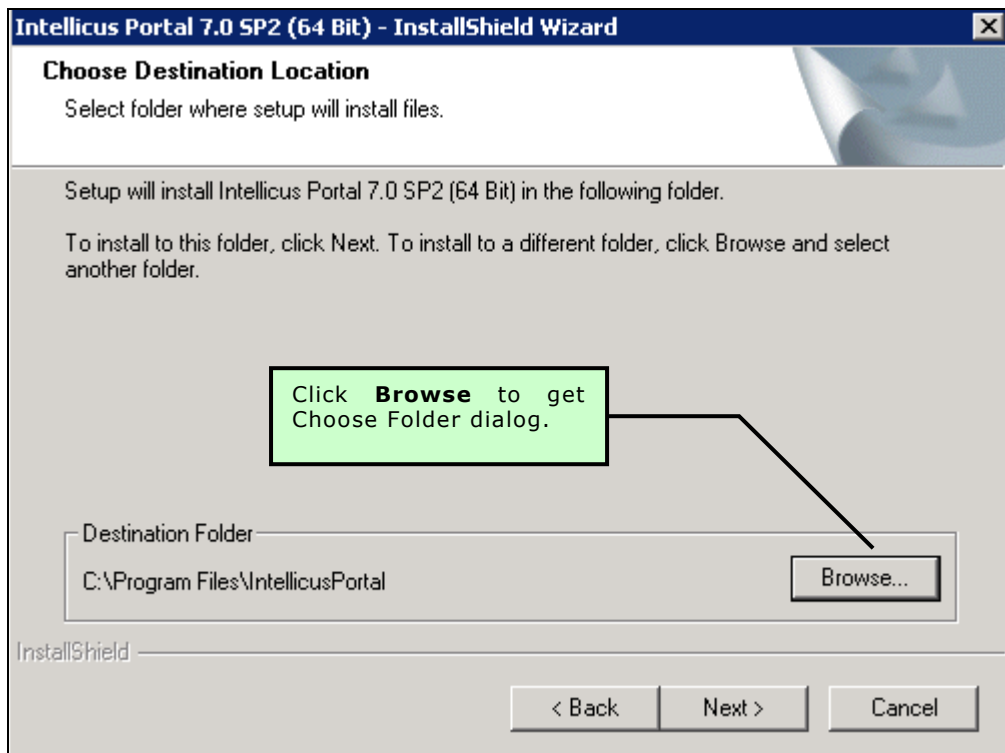 Intellicus Portal 7.0 SP2 (64 Bit) - InstallShield Wizard
Choose Destination Location
Select folder where setup will install files.
Setup will install Intellicus Portal 7.0 SP2 (64 Bit) in the following folder.
To install to this folder, click Next. To install to a different folder, click Browse and select
another folder.
Click Browse to get
Choose Folder dialog.
Destination Folder
C:\Program Files\IntellicusPortal
Browse...
InstallShield
< Back
Next >
Cancel